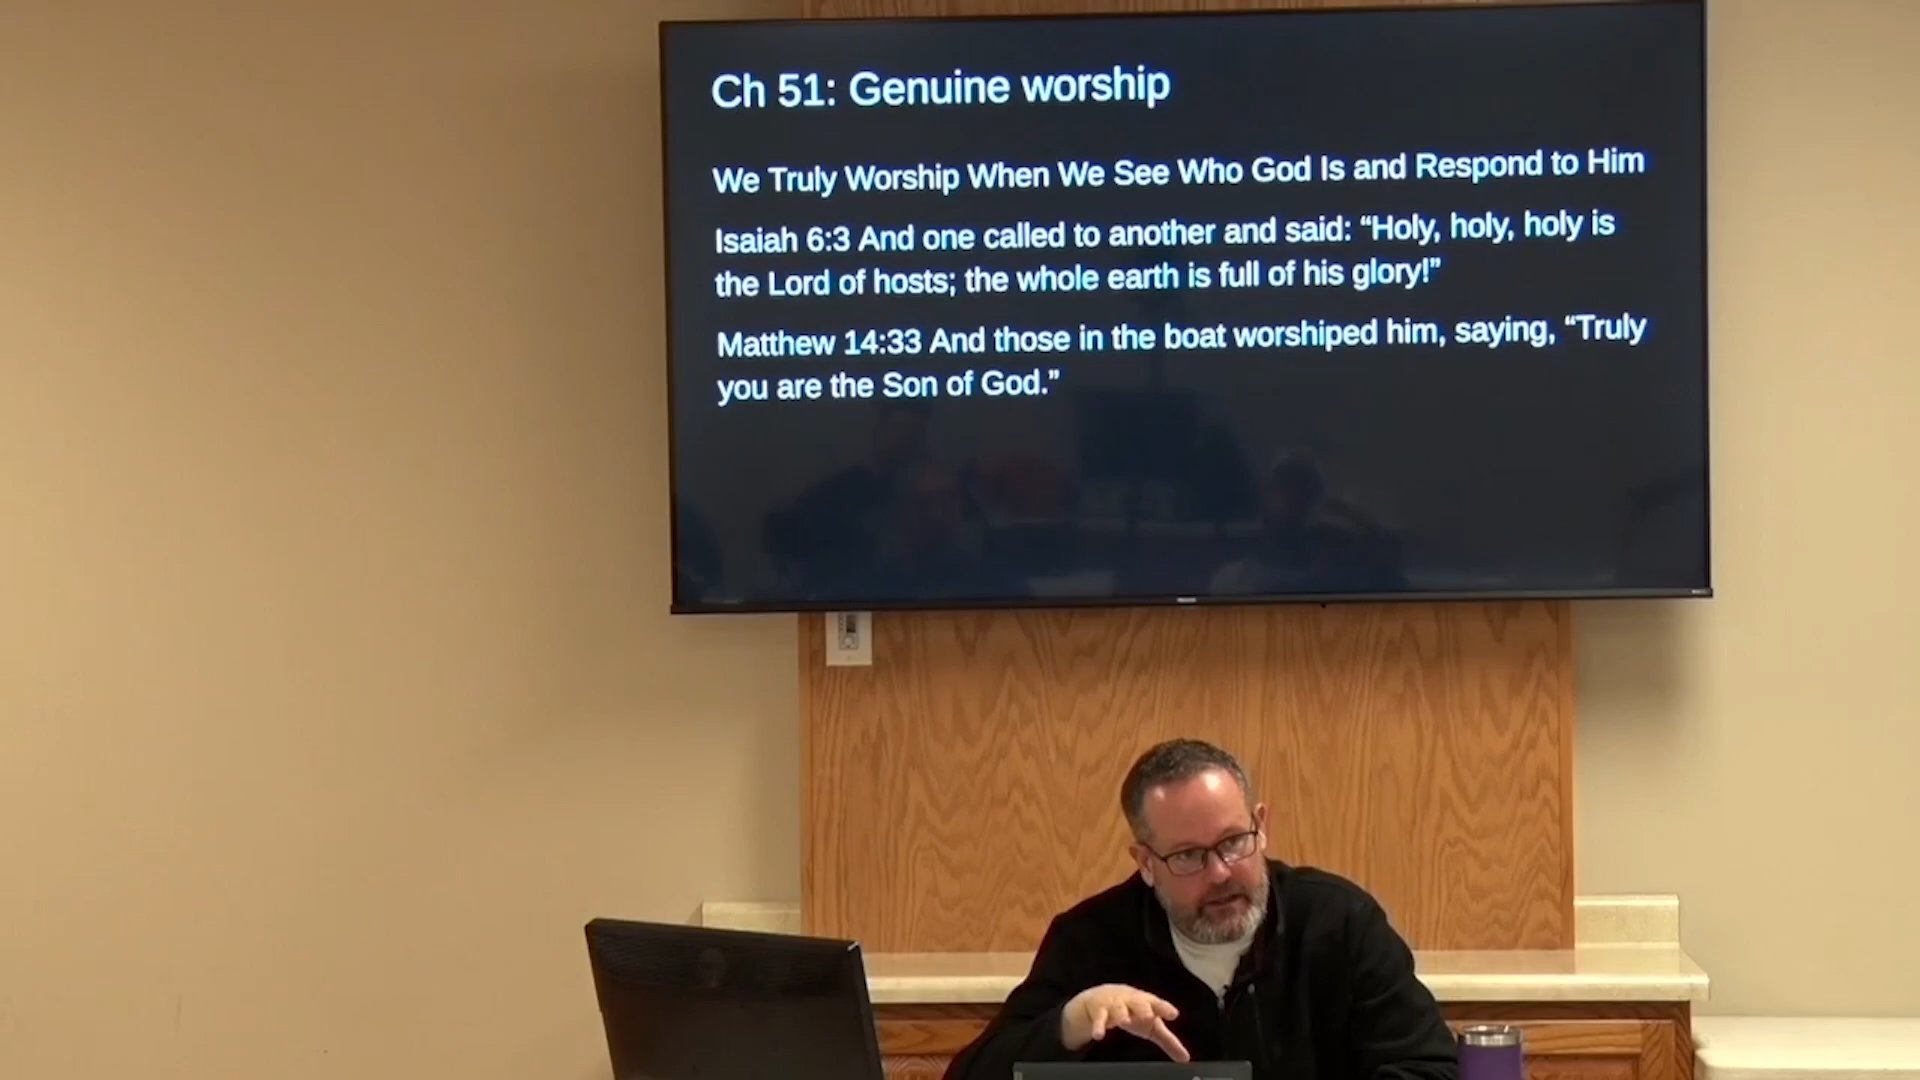 Ch 51: Genuine worship
We Truly Worship When We See Who God Is and Respond to Him
Isaiah 6:3 And one called to another and said: “Holy, holy, holy is
the Lord of hosts; the whole earth is full of his glory!”
Matthew 14:33 And those in the boat worshiped him, saying, “Truly
you are the Son of God.”